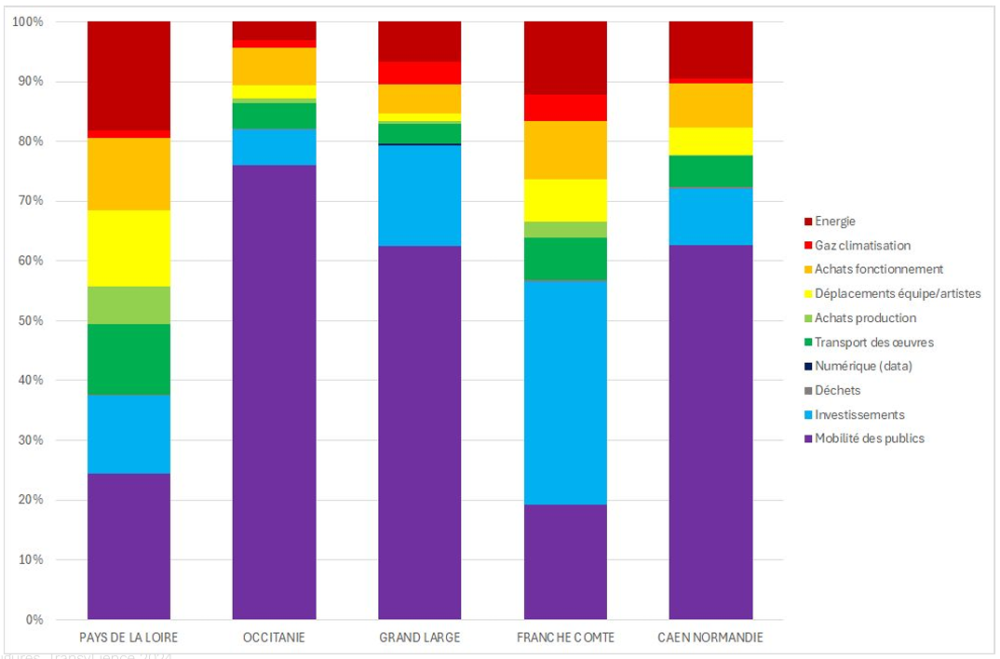 100%
90%
80%
70%
60%
50%
40%
30%
20%
10%
0%
PAYS DE LA LOIRE
OCCITANIE
GRAND LARGE
FRANCHE COMTE
CAEN NORMANDIE
Energie
Gaz climatisation
Achats fonctionnement
Déplacements équipe/artistes
Achats production
Transport des œuvres
Numérique (data)
Déchets
Investissements
Mobilité des publics
2024